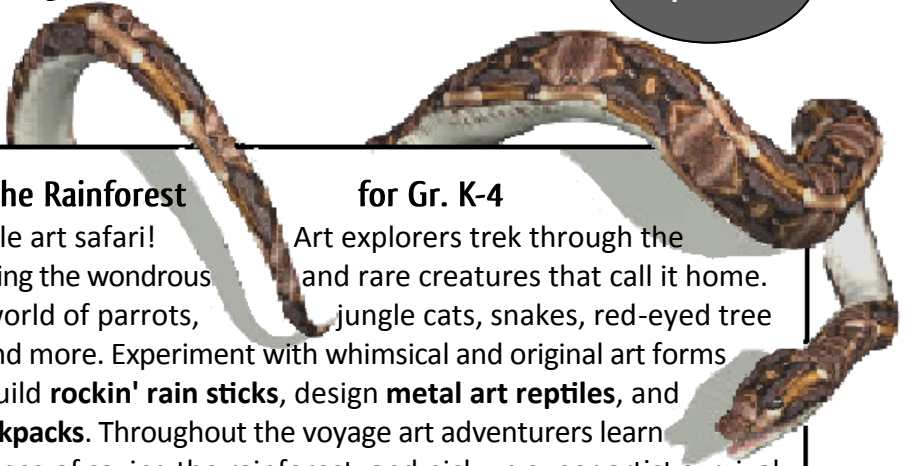 he Rainforest for Gr. K-4
le art safari! Art explorers trek through the
ing the wondrous and rare creatures that call it home.
world of parrots, jungle cats, snakes, red-eyed tree
nd more. Experiment with whimsical and original art forms
uild rockin' rain sticks, design metal art reptiles, and
kpacks. Throughout the voyage art adventurers learn